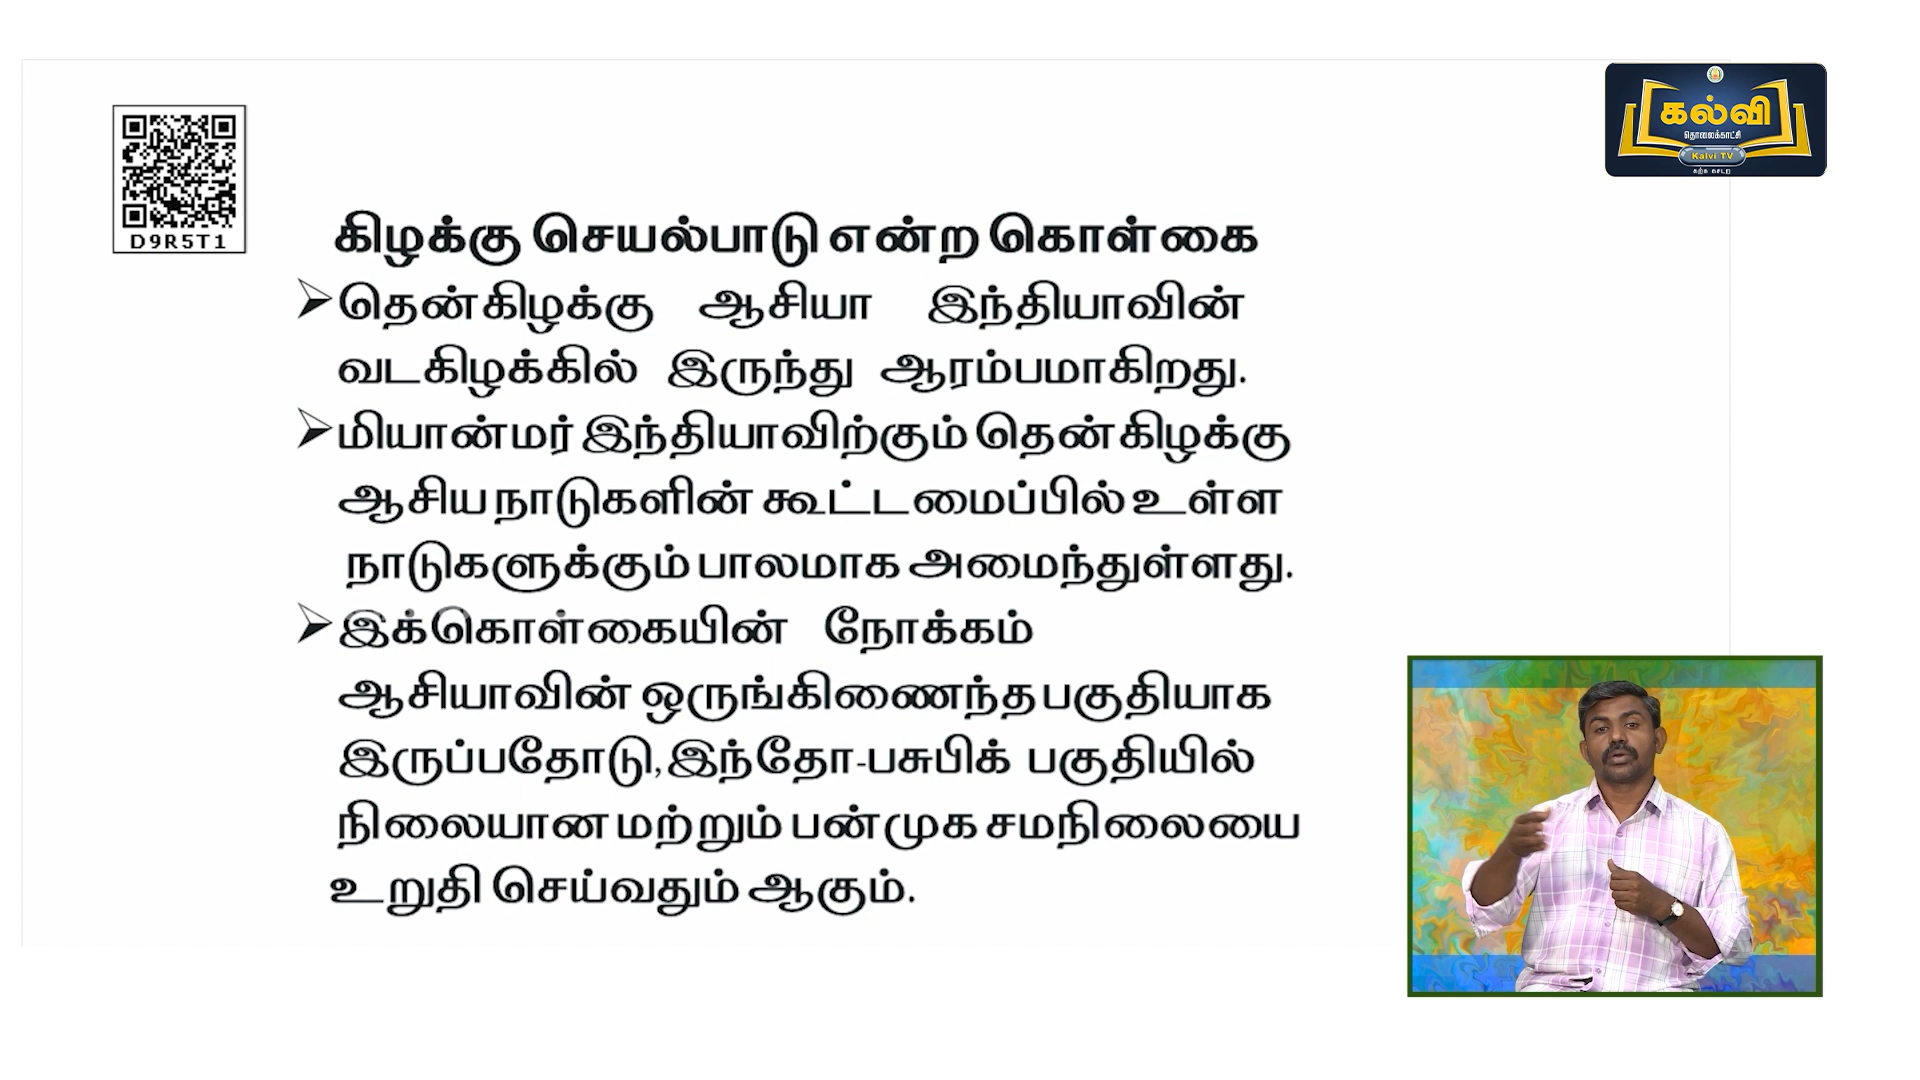 கல்வி
தொலைக்காட்சி
Kalvi TV
கற்க கசடற
D9R5T1
கிழக்கு செயல்பாடு என்ற கொள்கை
தென்கிழக்கு ஆசியா இந்தியாவின்
வடகிழக்கில் இருந்து ஆரம்பமாகிறது.
மியான்மர் இந்தியாவிற்கும் தென்கிழக்கு
ஆசிய நாடுகளின் கூட்டமைப்பில் உள்ள
நாடுகளுக்கும் பாலமாக அமைந்துள்ளது.
இக்கொள்கையின் நோக்கம்
ஆசியாவின் ஒருங்கிணைந்த பகுதியாக
இருப்பதோடு, இந்தோ-பசுபிக் பகுதியில்
நிலையான மற்றும் பன்முக சமநிலையை
உறுதி செய்வதும் ஆகும்.